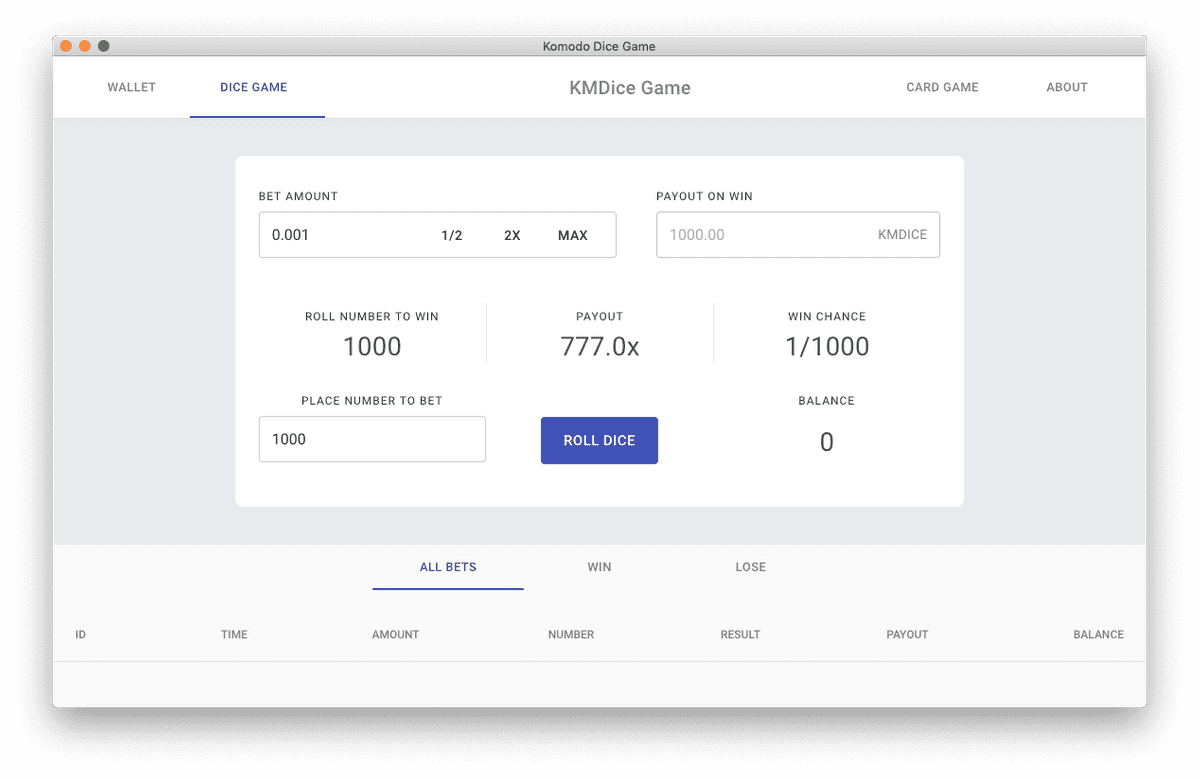 Komodo Dice Game
WALLET DICE GAME KMDice Game CARD GAME ABOUT
BET AMOUNT PAYOUT ON WIN
0.001 1/2 2X MAX 1000.00 KMDICE
ROLL NUMBER TO WIN PAYOUT WIN CHANCE
1000 777.0x 1/1000
PLACE NUMBER TO BET BALANCE
1000 ROLL DICE 0
ALL BETS WIN LOSE
ID TIME AMOUNT NUMBER RESULT PAYOUT BALANCE